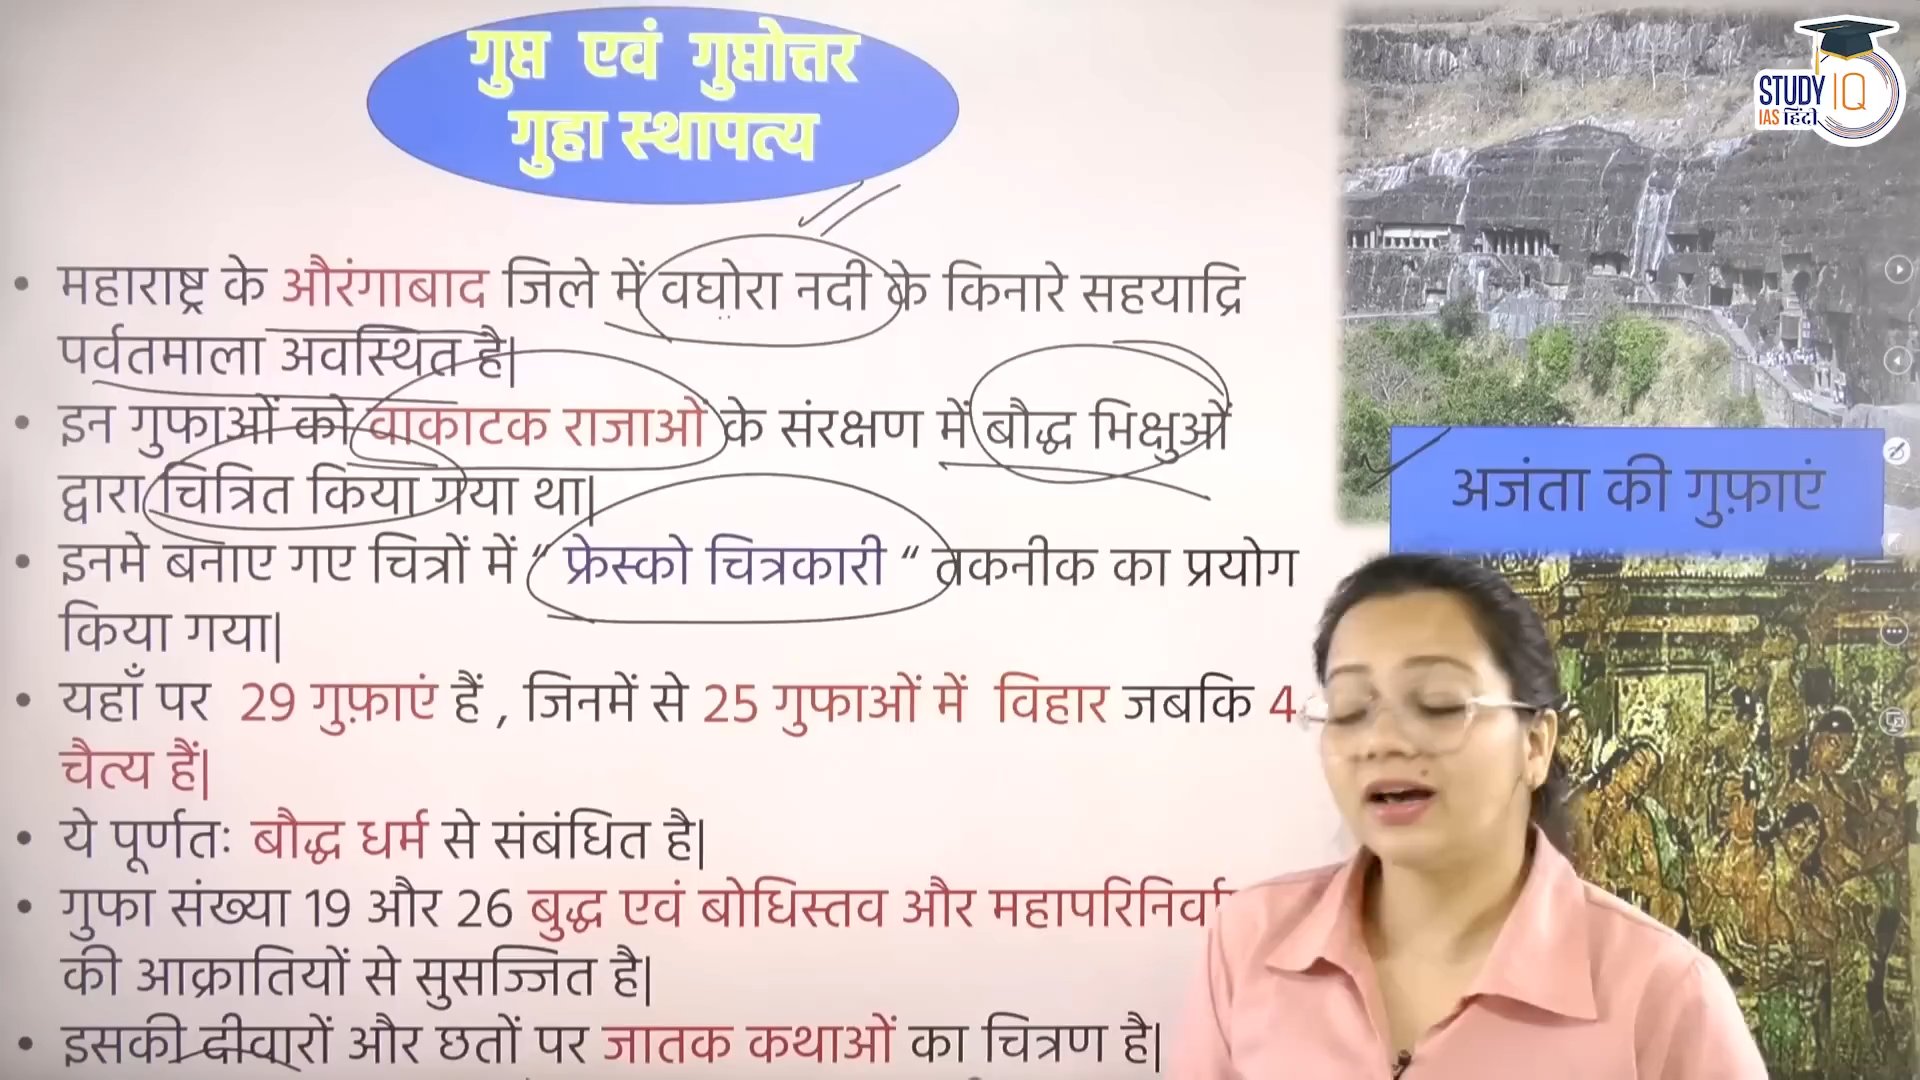 गुप्त एवं गुप्तोत्तर
गुहा स्थापत्य
STUDY IQ
IAS हिंदी
• महाराष्ट्र के औरंगाबाद जिले में वघोरा नदी के किनारे सहयाद्रि
पर्वतमाला अवस्थित है|
• इन गुफाओं को वाकाटक राजाओं के संरक्षण में बौद्ध भिक्षुओं
द्वारा चित्रित किया गया था|
• इनमे बनाए गए चित्रों में “ फ्रेस्को चित्रकारी “ तकनीक का प्रयोग
किया गया|
• यहाँ पर 29 गुफ़ाएं हैं , जिनमें से 25 गुफाओं में विहार जबकि 4
चैत्य हैं|
• ये पूर्णतः बौद्ध धर्म से संबंधित है|
• गुफा संख्या 19 और 26 बुद्ध एवं बोधिस्तव और
की आक्रातियों से सुसज्जित है|
• इसकी दीवारों और छतों पर जातक कथाओं का चित्रण है|
अजंता की गुफ़ाएं